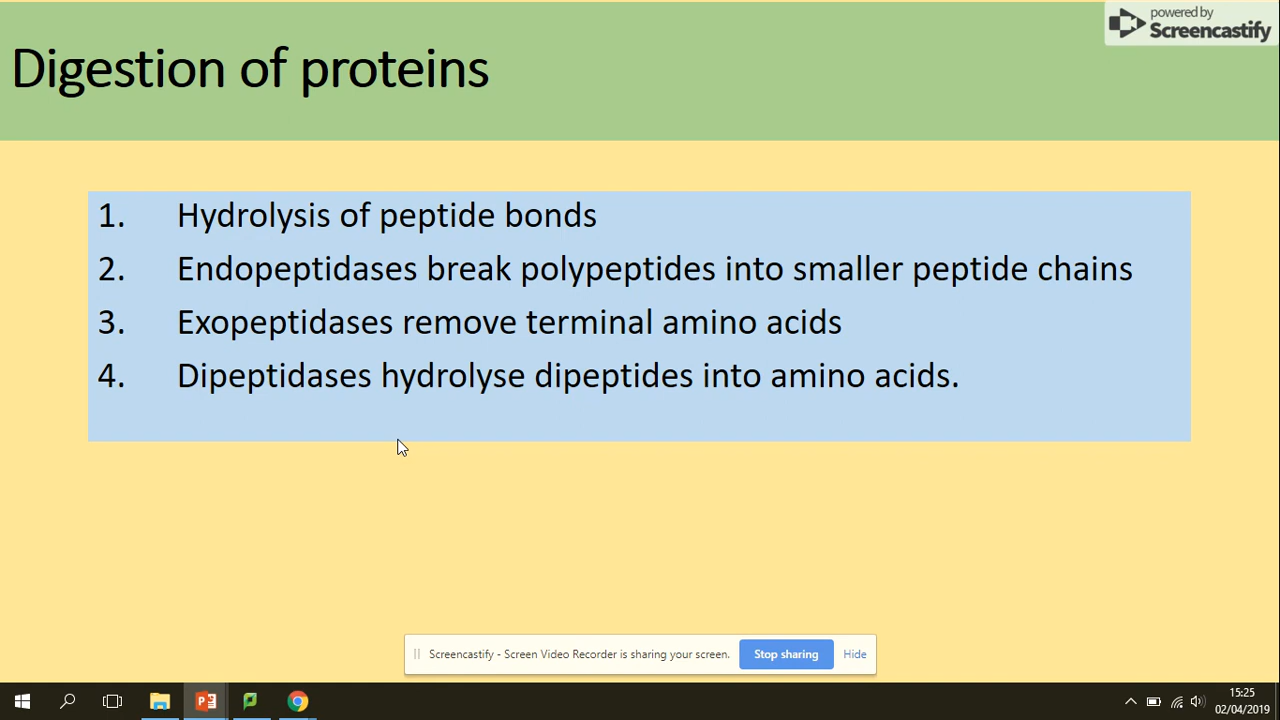 powered by
Screencastify
Digestion of proteins
1. Hydrolysis of peptide bonds
2. Endopeptidases break polypeptides into smaller peptide chains
3. Exopeptidases remove terminal amino acids
4. Dipeptidases hydrolyse dipeptides into amino acids.
Screencastify - Screen Video Recorder is sharing your screen. Stop sharing Hide
15:25
02/04/2019